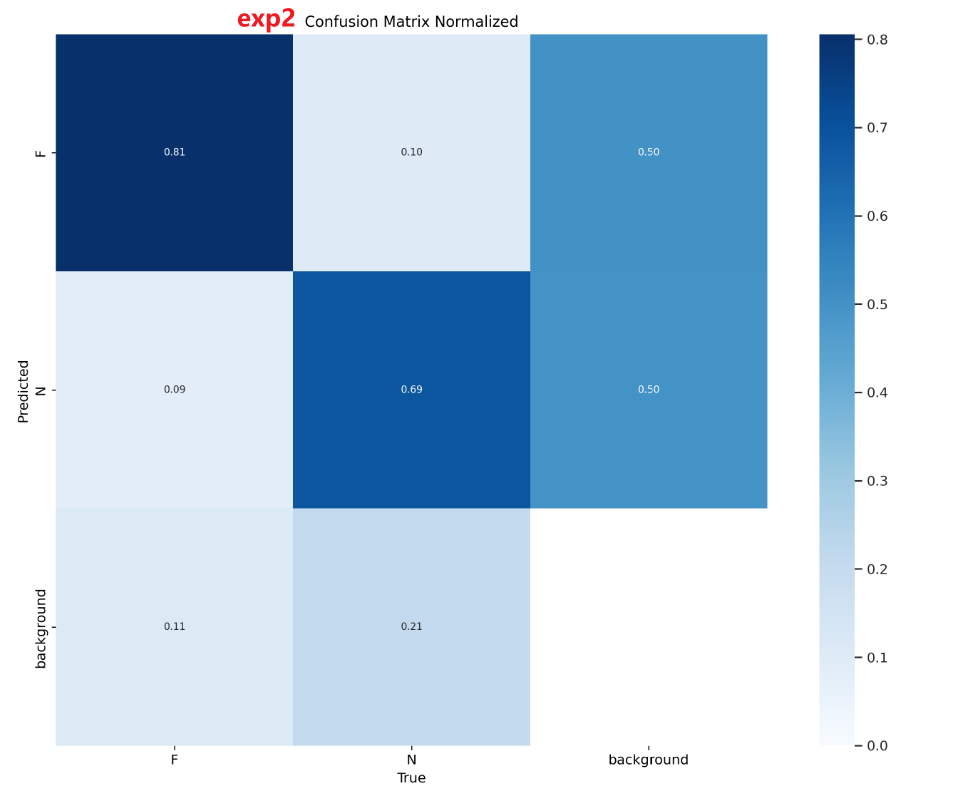 exp2 Confusion Matrix Normalized
0.81 0.10 0.50
0.09 0.69 0.50
0.11 0.21
F
N
background
Predicted
F N background
True
0.8
0.7
0.6
0.5
0.4
0.3
0.2
0.1
0.0